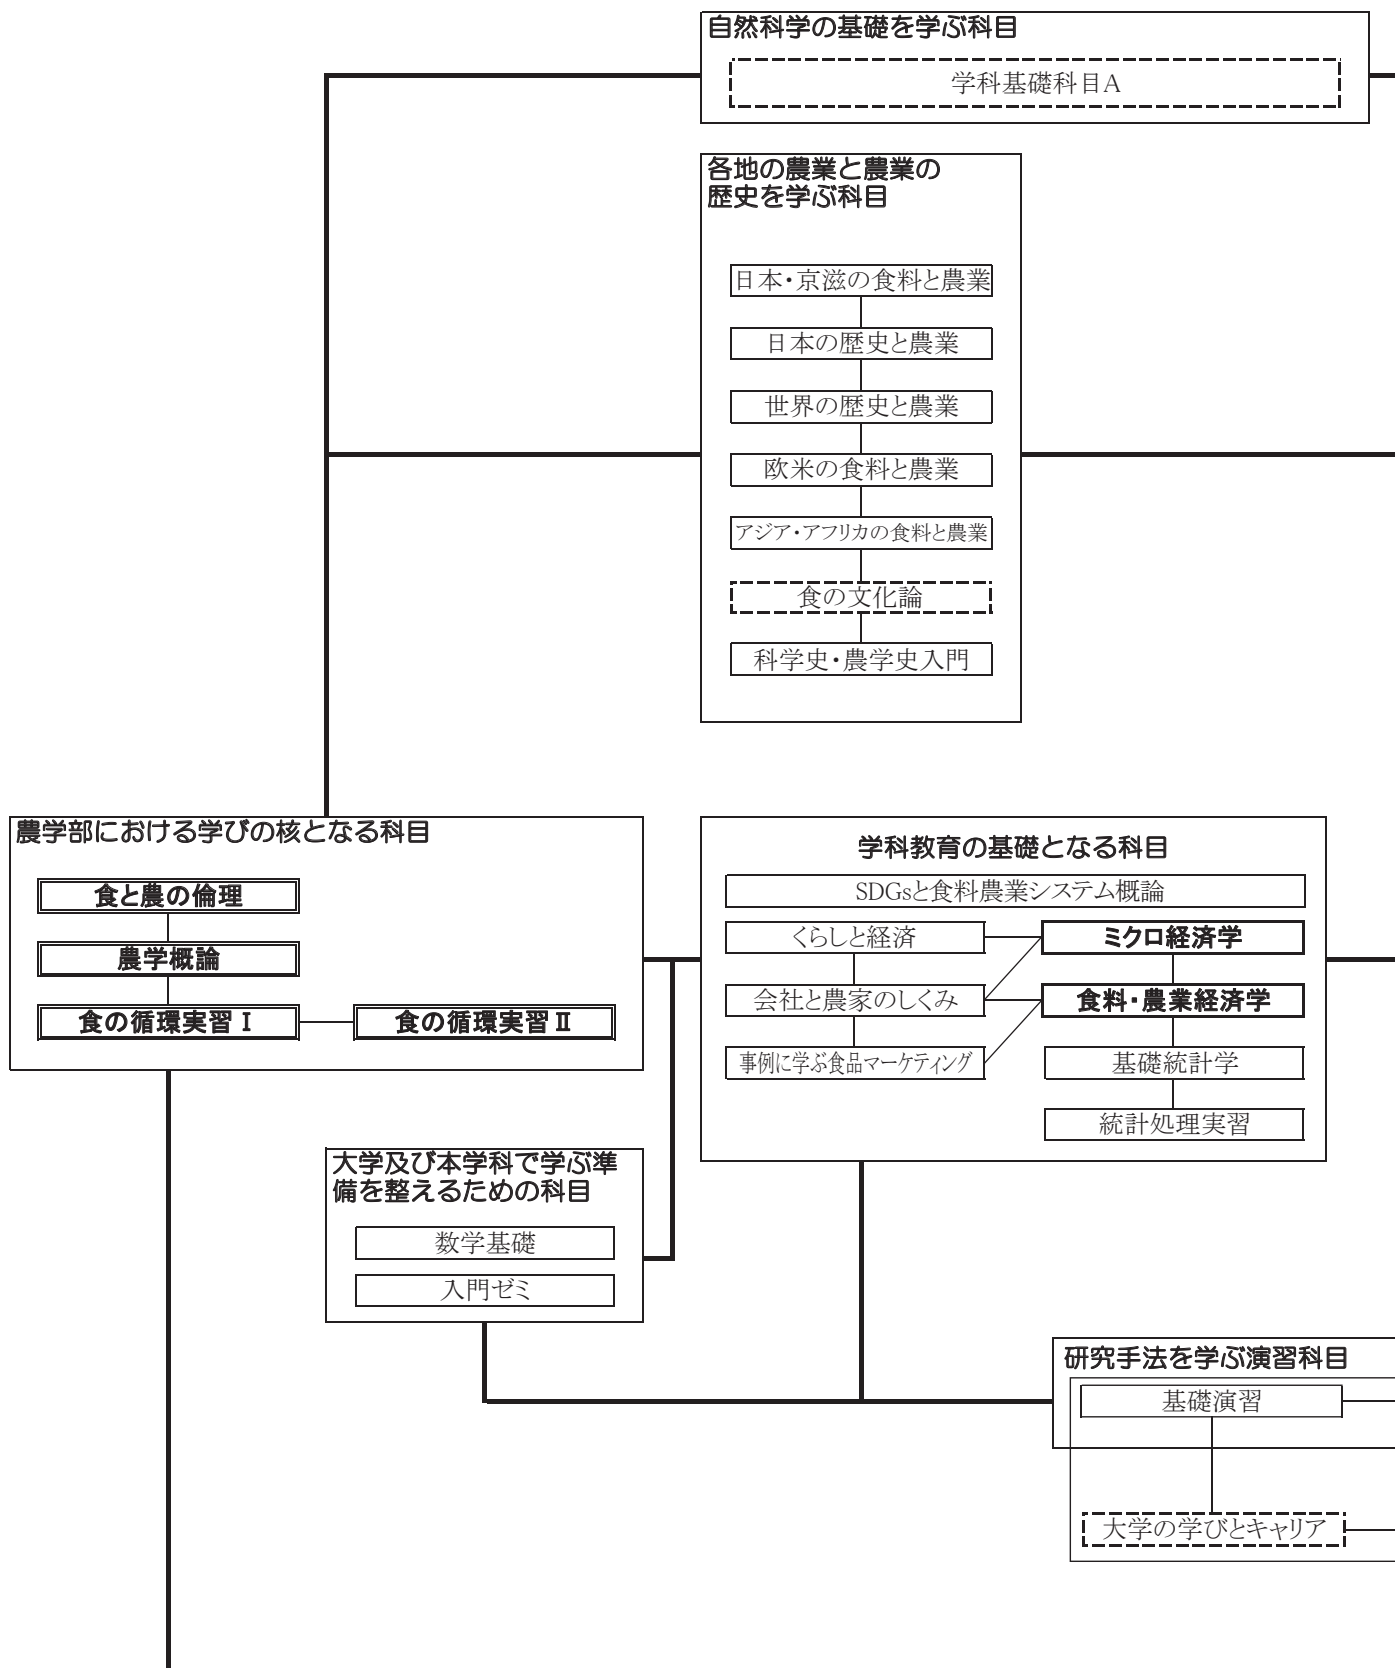 自然科学の基礎を学ぶ科目
学科基礎科目A
各地の農業と農業の
歴史を学ぶ科目
日本・京滋の食料と農業
日本の歴史と農業
世界の歴史と農業
欧米の食料と農業
アジア・アフリカの食料と農業
食の文化論
科学史・農学史入門
農学部における学びの核となる科目
食と農の倫理
農学概論
食の循環実習Ⅰ
食の循環実習Ⅱ
学科教育の基礎となる科目
SDGsと食料農業システム概論
くらしと経済
ミクロ経済学
会社と農家のしくみ
食料・農業経済学
事例に学ぶ食品マーケティング
基礎統計学
統計処理実習
大学及び本学科で学ぶ準
備を整えるための科目
数学基礎
入門ゼミ
研究手法を学ぶ演習科目
基礎演習
大学の学びとキャリア